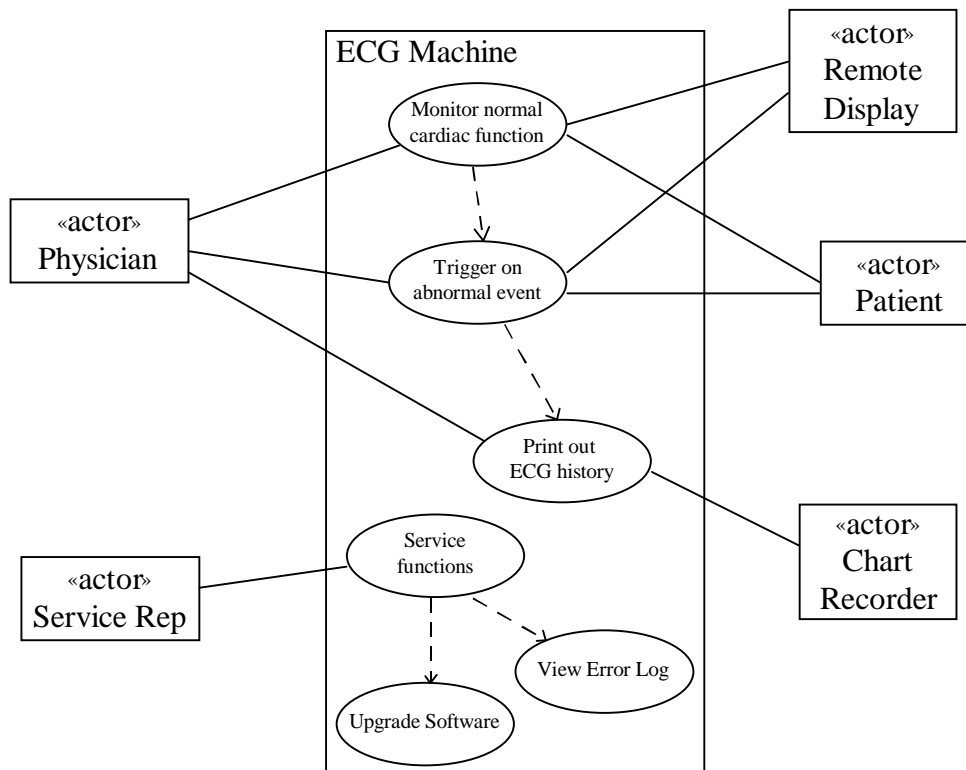 ECG Machine
«actor»
Remote
Display
Monitor normal
cardiac function
«actor»
Physician
Trigger on
abnormal event
«actor»
Patient
Print out
ECG history
«actor»
Chart
Recorder
Service
functions
«actor»
Service Rep
View Error Log
Upgrade Software